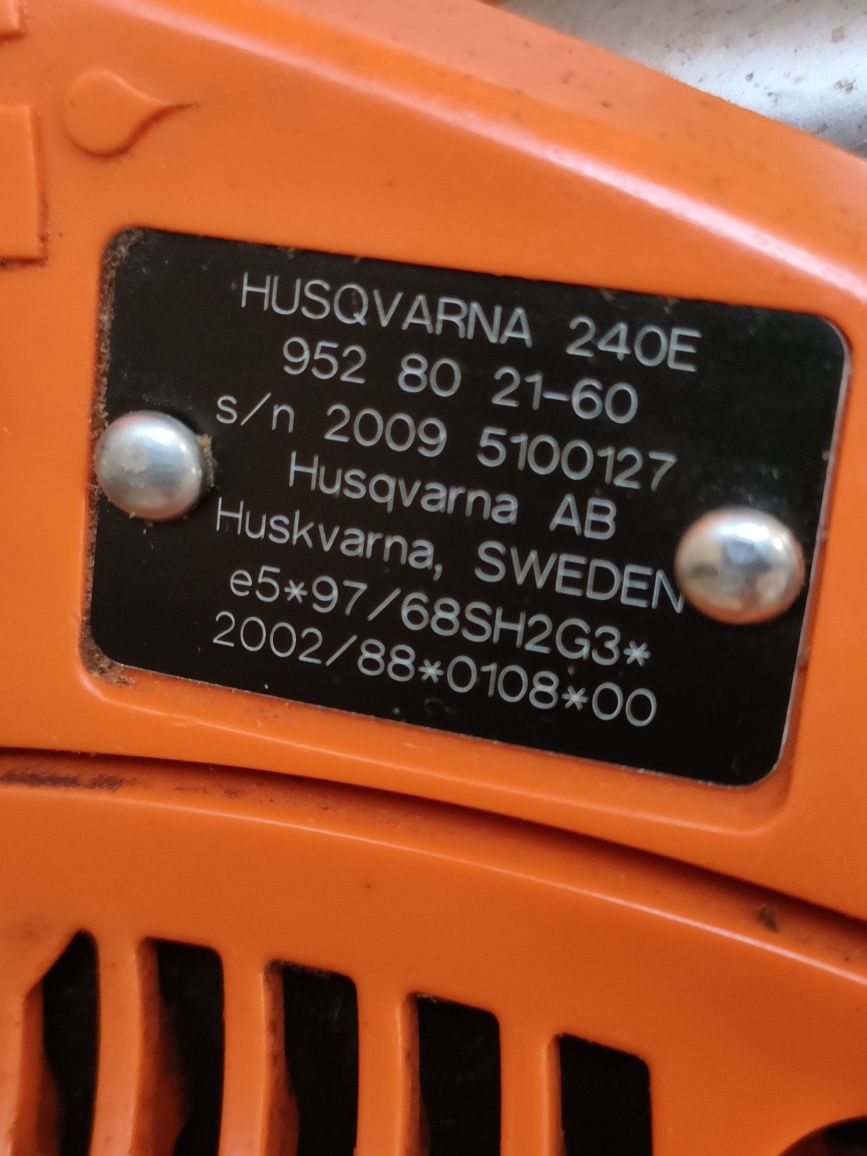 HUSQVARNA 240E
952 80 21-60
s/n 2009 5100127
Husqvarna AB
Huskvarna, SWEDEN
e5*97/68SH2G3*
2002/88*0108*00